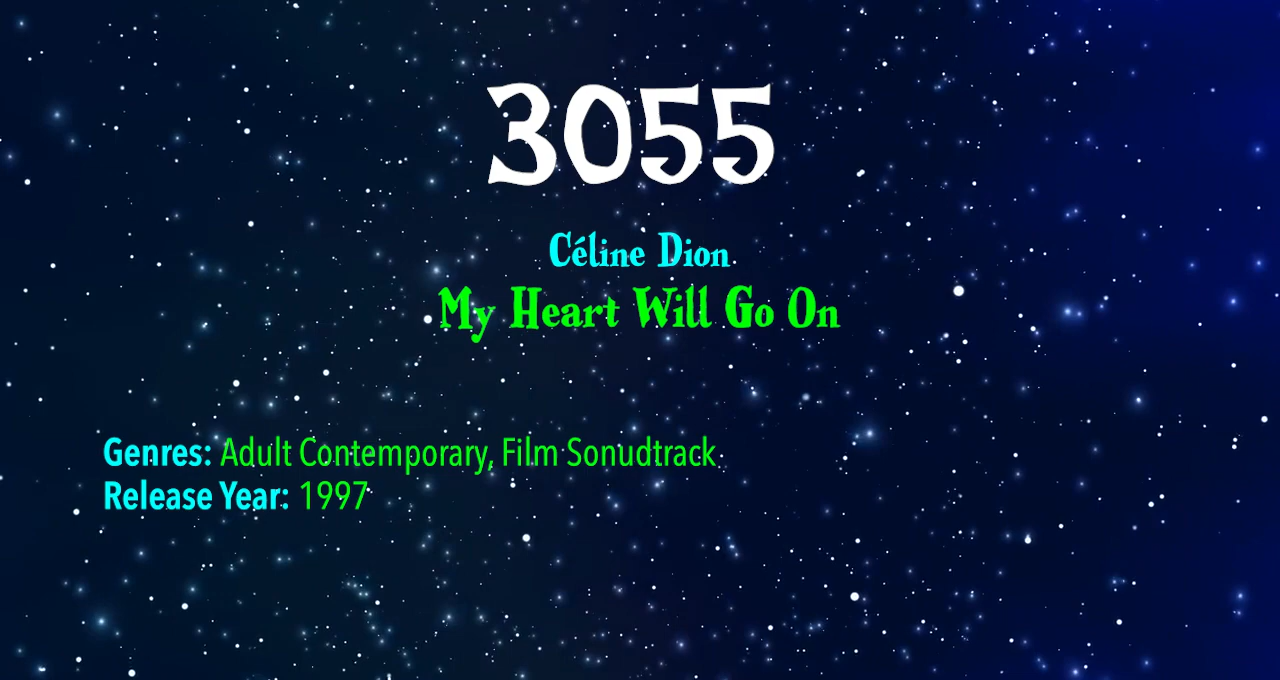 3055
Céline Dion
My Heart Will Go On
Genres: Adult Contemporary, Film Sonudtrack
Release Year: 1997